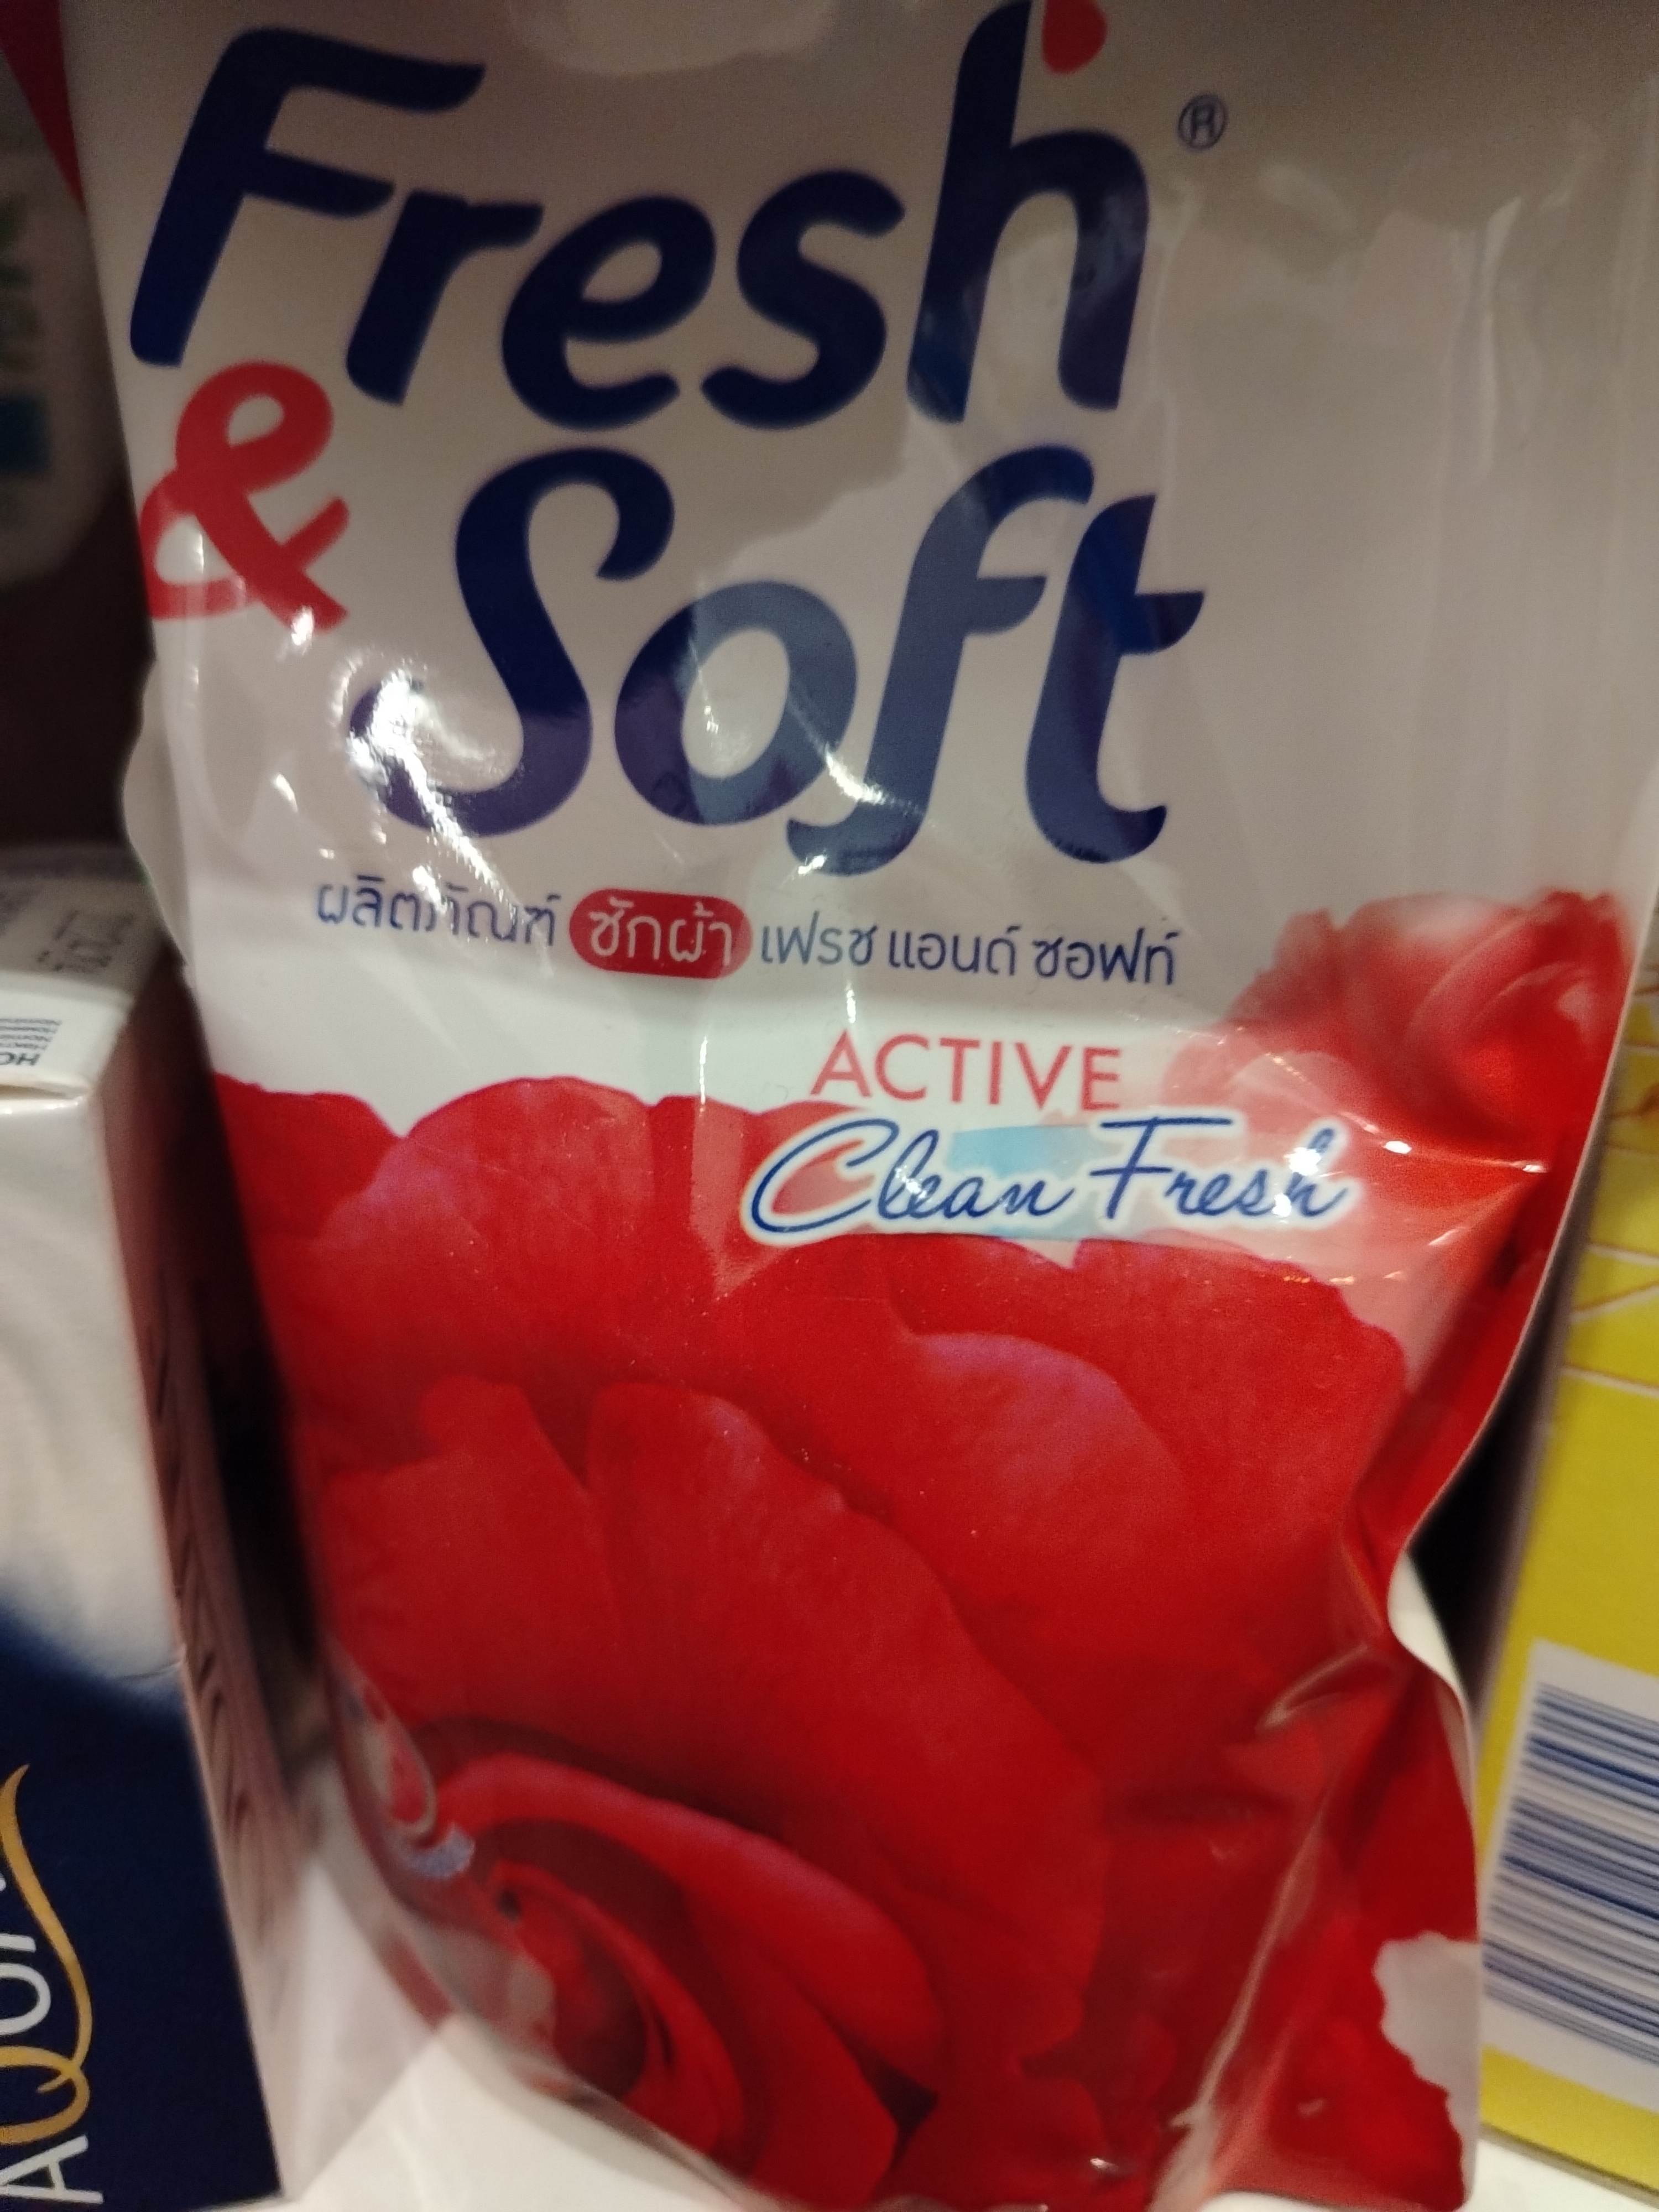 Fresh®
& Soft
ผลิตภัณฑ์ ซักผ้า เฟรช แอนด์ ซอฟท์
ACTIVE
Clean Fresh